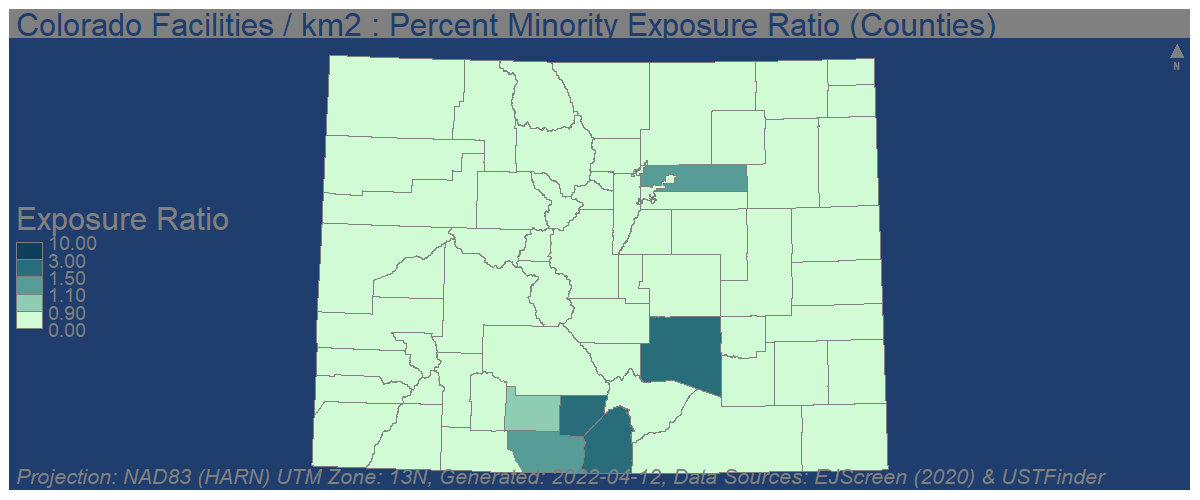 Colorado Facilities / km2 : Percent Minority Exposure Ratio (Counties)
N
Exposure Ratio
10.00
3.00
1.50
1.10
0.90
0.00
Projection: NAD83 (HARN) UTM Zone: 13N, Generated: 2022-04-12, Data Sources: EJScreen (2020) & USTFinder